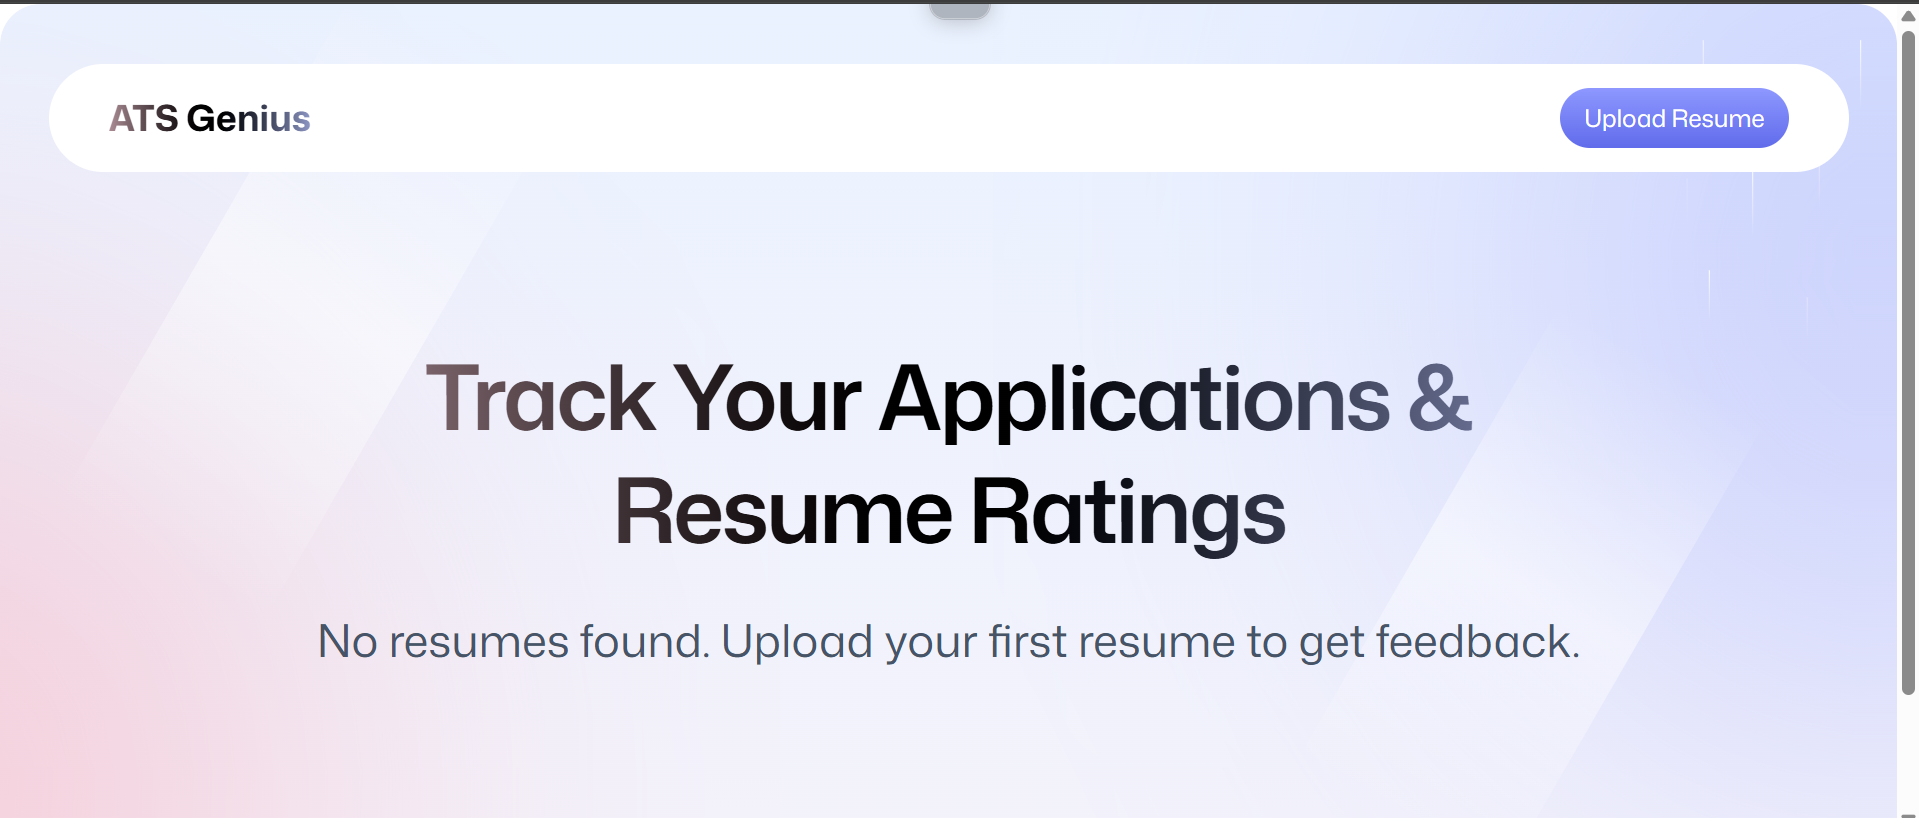 ATS Genius
Upload Resume
Track Your Applications &
Resume Ratings
No resumes found. Upload your first resume to get feedback.